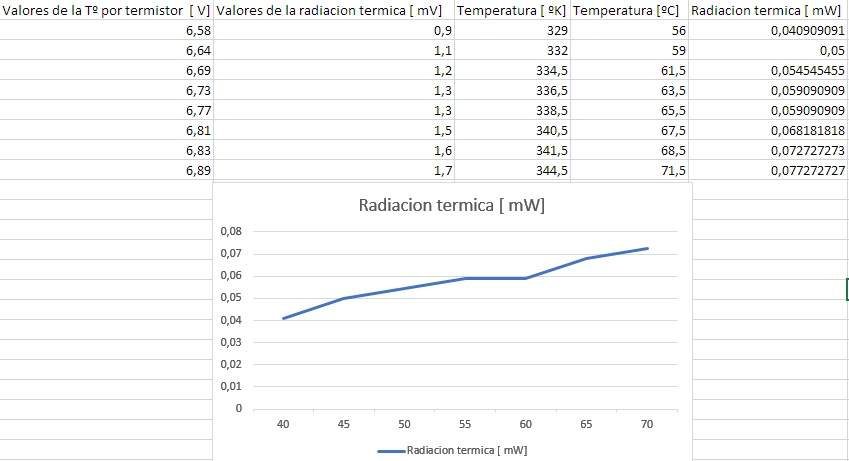 Valores de la Tº por termistor [ V] Valores de la radiacion termica [ mV] Temperatura [ ºK] Temperatura [ºC] Radiacion termica [ mW]
6,58 0,9 329 56 0,040909091
6,64 1,1 332 59 0,05
6,69 1,2 334,5 61,5 0,054545455
6,73 1,3 336,5 63,5 0,059090909
6,77 1,3 338,5 65,5 0,059090909
6,81 1,5 340,5 67,5 0,068181818
6,83 1,6 341,5 68,5 0,072727273
6,89 1,7 344,5 71,5 0,077272727
Radiacion termica [ mW]
0,08
0,07
0,06
0,05
0,04
0,03
0,02
0,01
0
40 45 50 55 60 65 70
Radiacion termica [ mW]